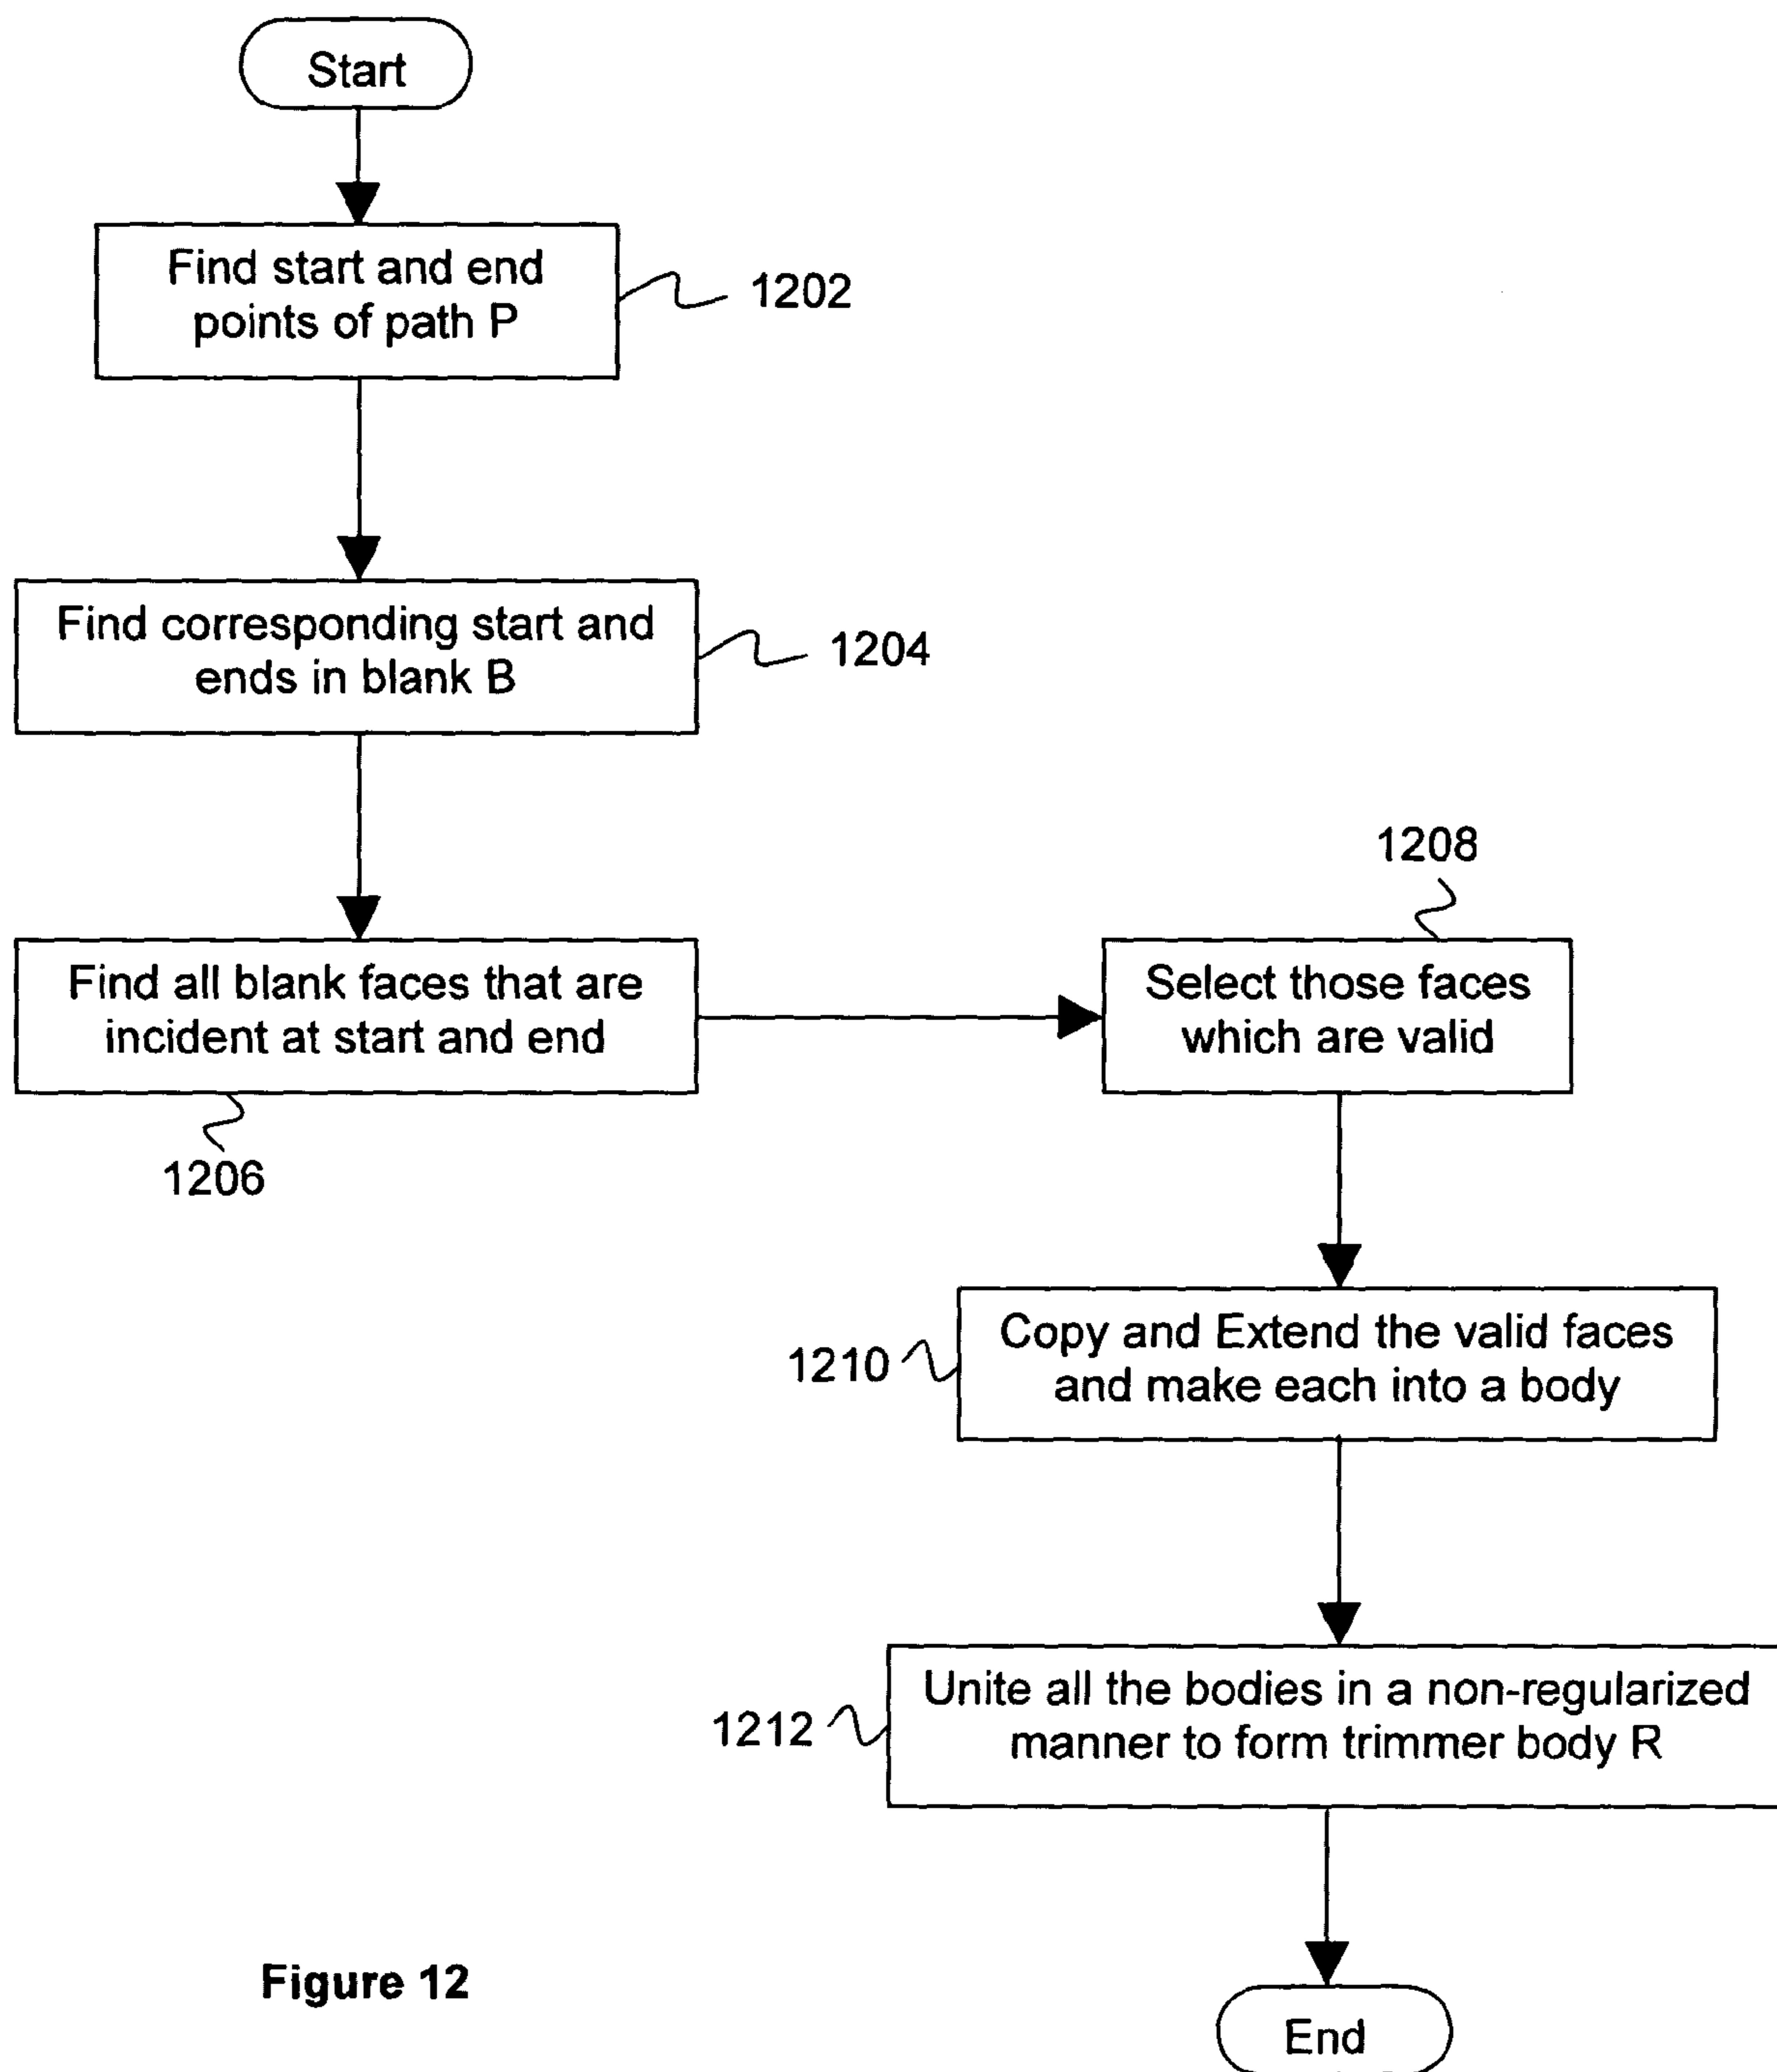 Start
Find start and end
points of path P
1202
Find corresponding start and
ends in blank B
1204
Find all blank faces that are
incident at start and end
1206
1208
Select those faces
which are valid
1210
Copy and Extend the valid faces
and make each into a body
1212
Unite all the bodies in a non-regularized
manner to form trimmer body R
End
Figure 12